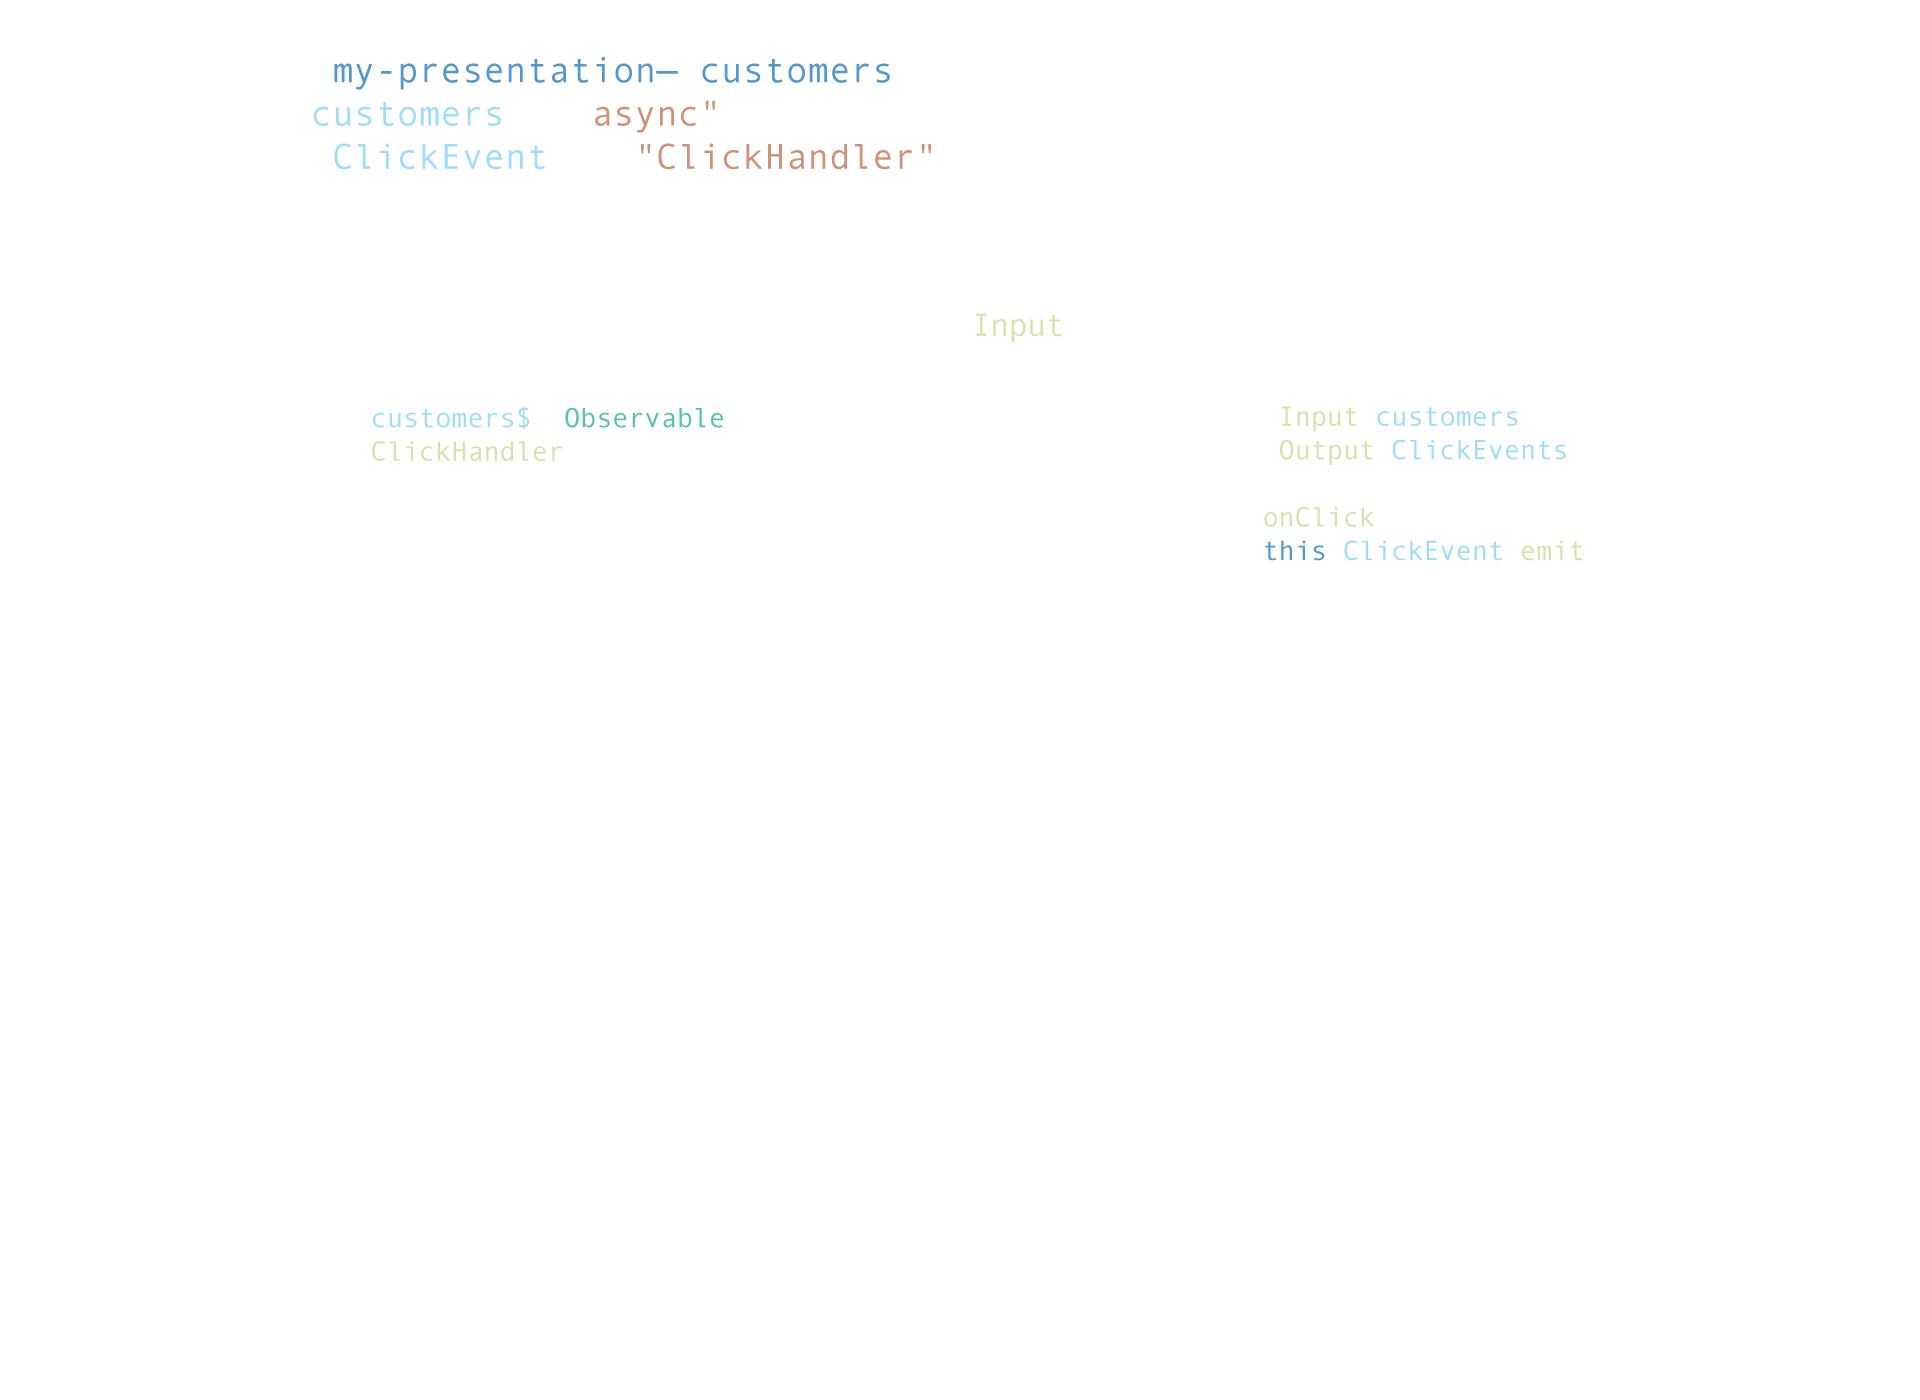 my-presentation— customers
customers async"
ClickEvent "ClickHandler"
Input
customers$ Observable
ClickHandler
Input customers
Output ClickEvents
onClick
this ClickEvent emit